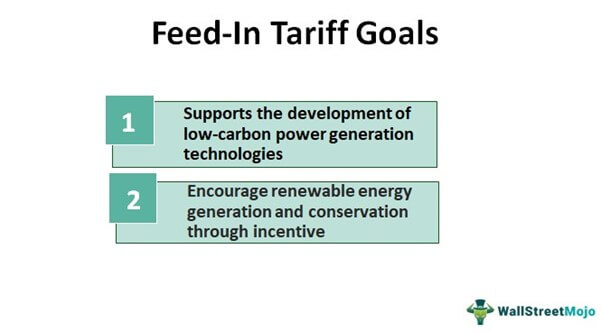 Feed-In Tariff Goals
1
Supports the development of
low-carbon power generation
technologies
2
Encourage renewable energy
generation and conservation
through incentive
WallStreetMojo